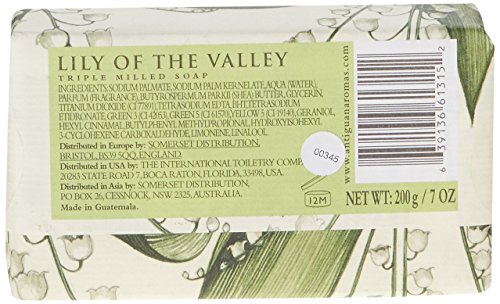 LILY OF THE VALLEY
TRIPLE MILLED SOAP
INGREDIENTS: SODIUM PALMATE, SODIUM PALM KERNELATE, AQUA (WATER),
PARFUM (FRAGRANCE), BUTYROSPERMUM PARKII (SHEA) BUTTER, GLYCERIN,
TITANIUM DIOXIDE (CI 77891), TETRASODIUM EDTA, BHT, TETRASODIUM
ETIDRONATE, GREEN 3 (CI 42053), GREEN 5 (CI 61570), YELLOW 5 (CI 19140), GERANIOL,
HEXYL CINNAMAL, BUTYLPHENYL METHYLPROPIONAL, HYDROXYISOHEXYL
3-CYCLOHEXENE CARBOXALDEHYDE, LIMONENE, LINALOOL
Distributed in Europe by: SOMERSET DISTRIBUTION,
BRISTOL, BS39 5QQ, ENGLAND
Distributed in USA by: THE INTERNATIONAL TOILETRY COMP
20283 STATE ROAD 7, BOCA RATON, FLORIDA, 33498, USA.
Distributed in Asia by: SOMERSET DISTRIBUTION,
PO BOX 26, CESSNOCK, NSW 2325, AUSTRALIA.
Made in Guatemala.
00345
12M
NET WT: 200 g / 7 OZ
www.antiguanaromas.com
6 39136 61315 2